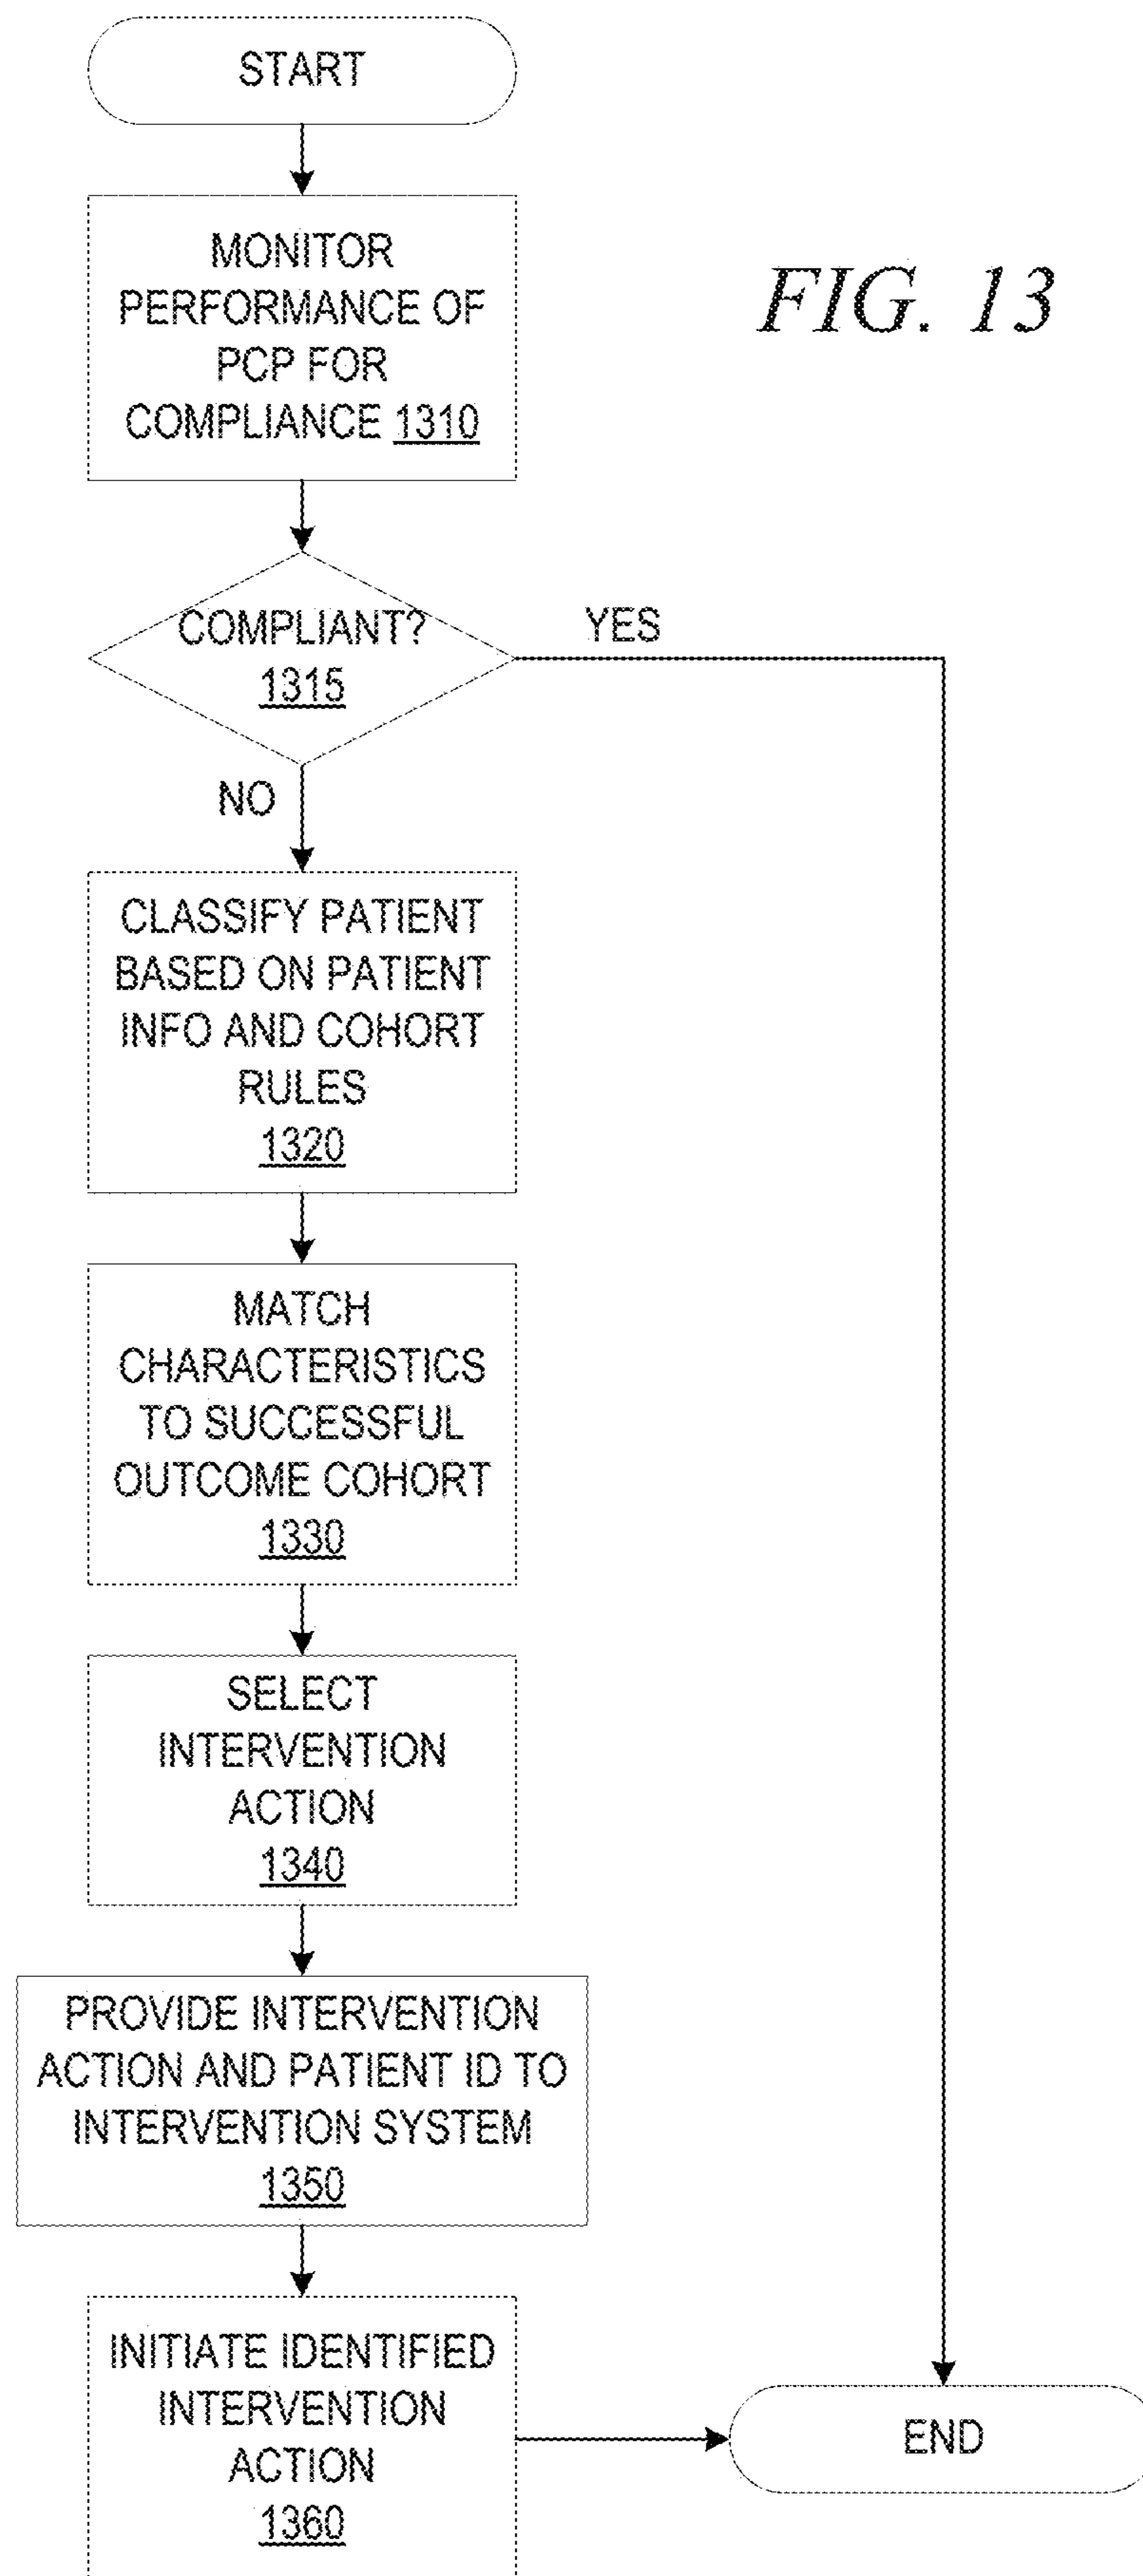 START
MONITOR
PERFORMANCE OF
PCP FOR
COMPLIANCE 1310
FIG. 13
COMPLIANT?
1315
YES
NO
CLASSIFY PATIENT
BASED ON PATIENT
INFO AND COHORT
RULES
1320
MATCH
CHARACTERISTICS
TO SUCCESSFUL
OUTCOME COHORT
1330
SELECT
INTERVENTION
ACTION
1340
PROVIDE INTERVENTION
ACTION AND PATIENT ID TO
INTERVENTION SYSTEM
1350
INITIATE IDENTIFIED
INTERVENTION
ACTION
1360
END